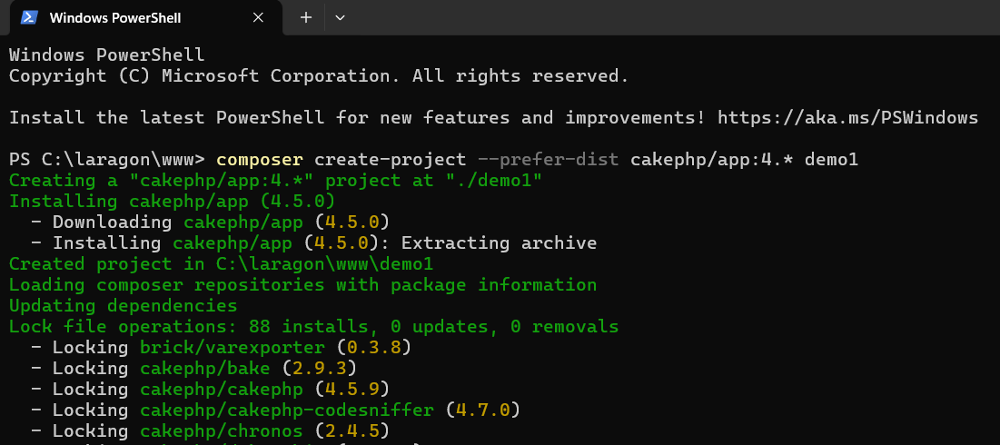 Windows PowerShell
Windows PowerShell
Copyright (C) Microsoft Corporation. All rights reserved.
Install the latest PowerShell for new features and improvements! https://aka.ms/PSWindows
PS C:\laragon\www> composer create-project --prefer-dist cakephp/app:4.* demo1
Creating a "cakephp/app:4.*" project at "./demo1"
Installing cakephp/app (4.5.0)
  - Downloading cakephp/app (4.5.0)
  - Installing cakephp/app (4.5.0): Extracting archive
Created project in C:\laragon\www\demo1
Loading composer repositories with package information
Updating dependencies
Lock file operations: 88 installs, 0 updates, 0 removals
  - Locking brick/varexporter (0.3.8)
  - Locking cakephp/bake (2.9.3)
  - Locking cakephp/cakephp (4.5.9)
  - Locking cakephp/cakephp-codesniffer (4.7.0)
  - Locking cakephp/chronos (2.4.5)